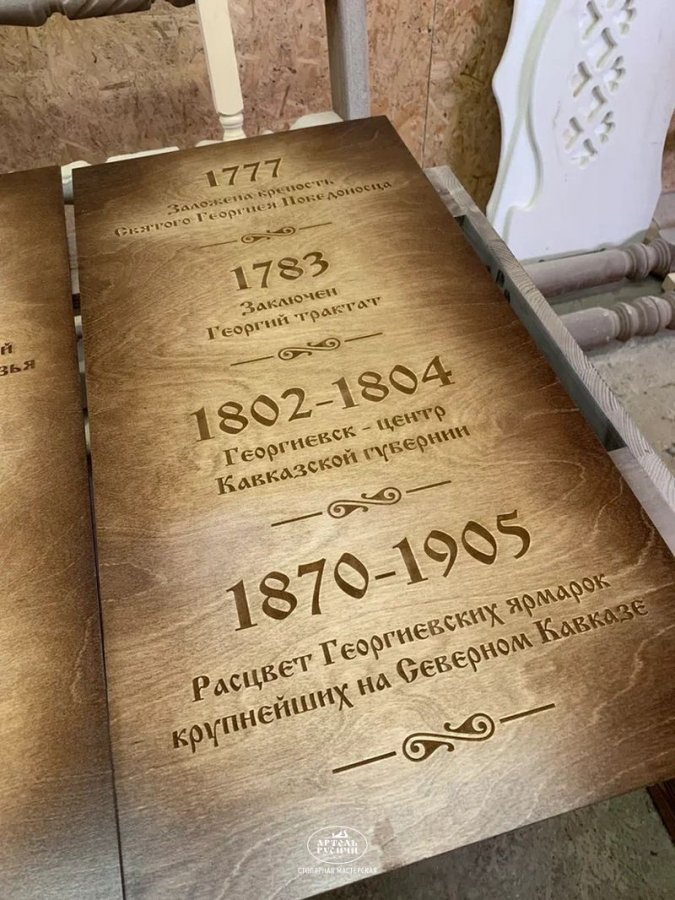 й
зья
1777
Заложена крепость
Святого Георгия Победоносца
1783
Заключен
Георгий трактат
1802-1804
Георгиевск - центр
Кавказской губернии
1870-1905
Расцвет Георгиевских ярмарок
крупнейших на Северном Кавказе
АРТЕЛЬ
РУСИЧИ
СТОЛЯРНАЯ МАСТЕРСКАЯ